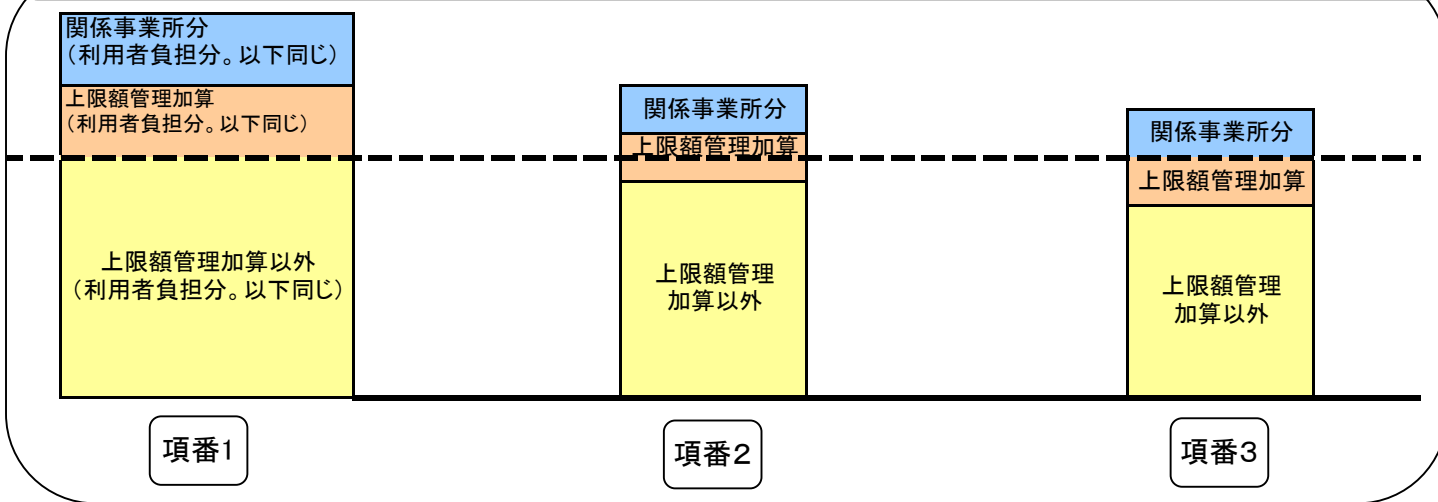 関係事業所分
(利用者負担分。以下同じ)
上限額管理加算
(利用者負担分。以下同じ)
上限額管理加算以外
(利用者負担分。以下同じ)
項番1
関係事業所分
上限額管理加算
上限額管理
加算以外
項番2
関係事業所分
上限額管理加算
上限額管理
加算以外
項番3